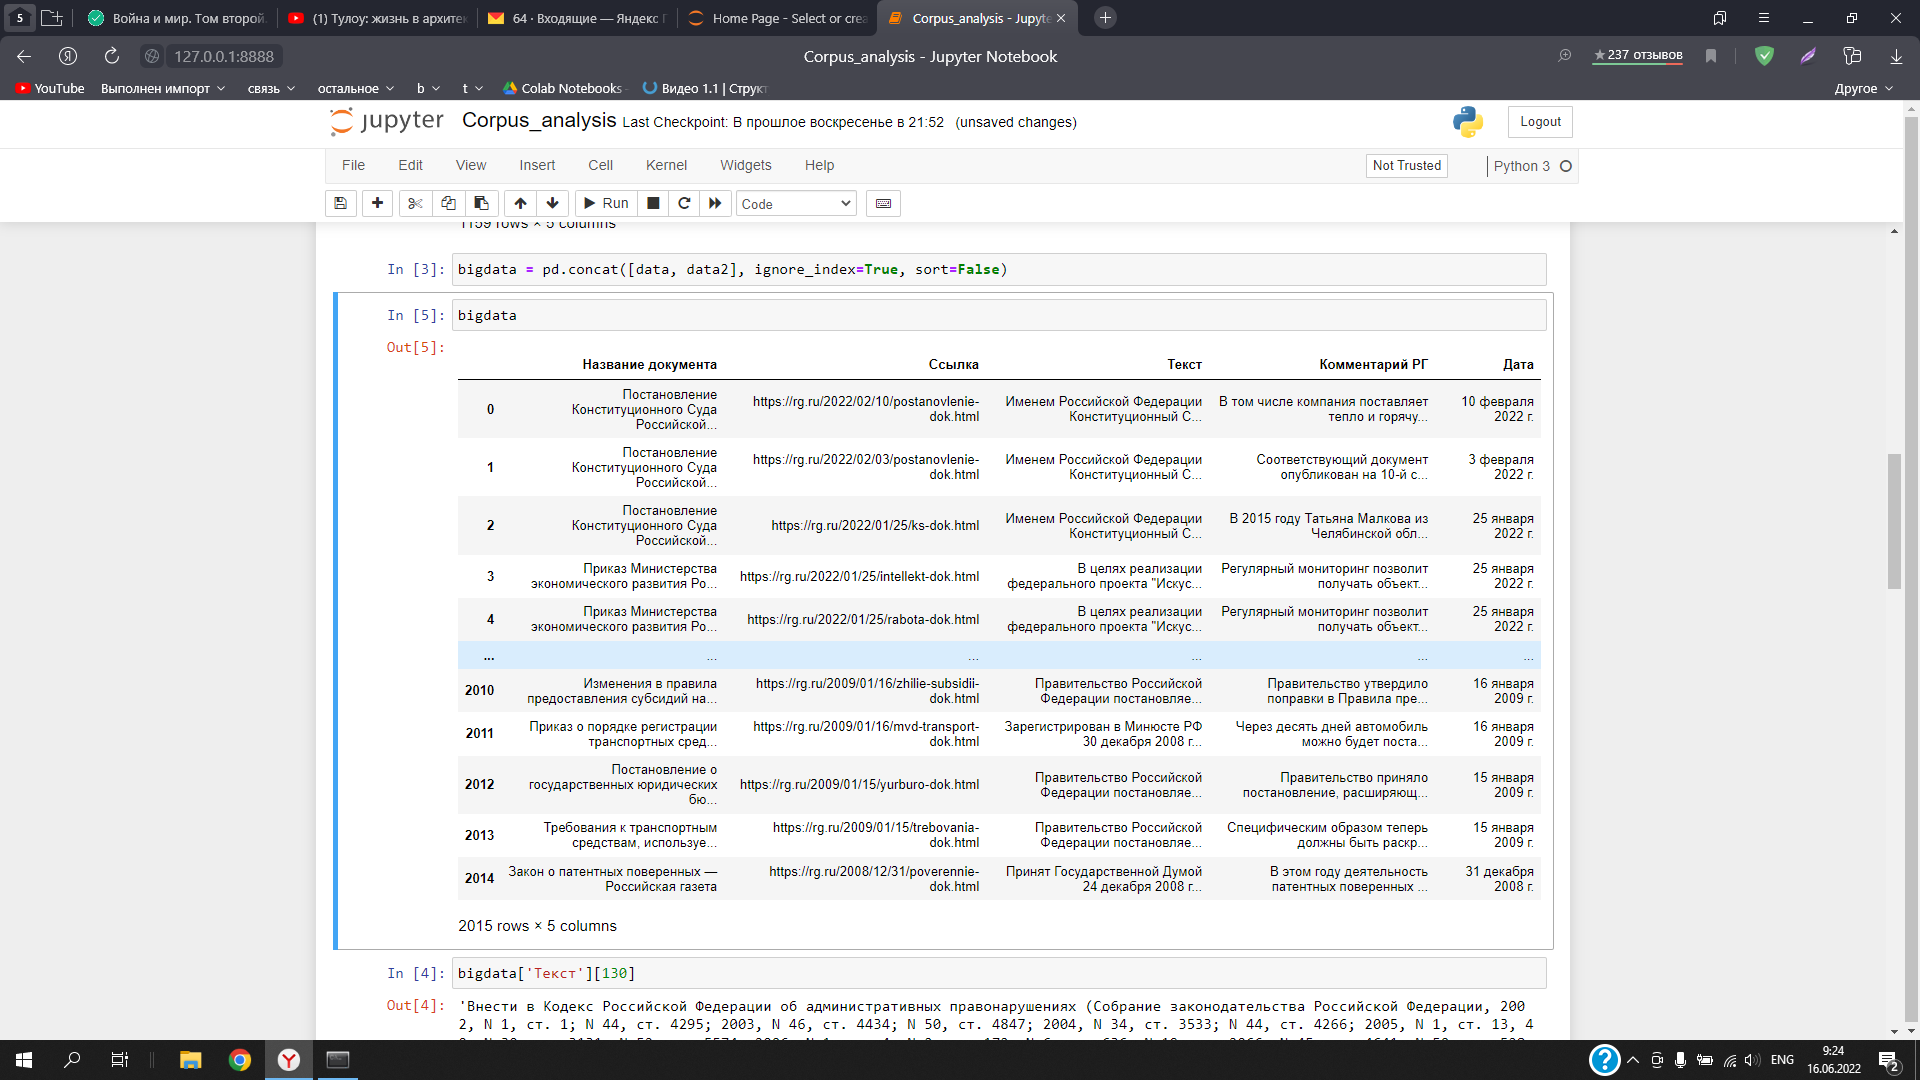 5
Война и мир. Том второй.
(1) Тулоу: жизнь в архитек
64 · Входящие — Яндекс П
Home Page - Select or crea
Corpus_analysis - Jupyte
127.0.0.1:8888
Corpus_analysis - Jupyter Notebook
★237 отзывов
YouTube
Выполнен импорт
связь
остальное
b
t
Colab Notebooks
Видео 1.1 | Структ
Другое
jupyter
Corpus_analysis Last Checkpoint: В прошлое воскресенье в 21:52 (unsaved changes)
Logout
File Edit View Insert Cell Kernel Widgets Help
Not Trusted
Python 3
Run
Code
1159 rows × 5 columns
In [3]: bigdata = pd.concat([data, data2], ignore_index=True, sort=False)
In [5]: bigdata
Out[5]:
Название документа Ссылка Текст Комментарий РГ Дата
0 Постановление Конституционного Суда Российской... https://rg.ru/2022/02/10/postanovlenie-dok.html Именем Российской Федерации Конституционный С... В том числе компания поставляет тепло и горячу... 10 февраля 2022 г.
1 Постановление Конституционного Суда Российской... https://rg.ru/2022/02/03/postanovlenie-dok.html Именем Российской Федерации Конституционный С... Соответствующий документ опубликован на 10-й с... 3 февраля 2022 г.
2 Постановление Конституционного Суда Российской... https://rg.ru/2022/01/25/ks-dok.html Именем Российской Федерации Конституционный С... В 2015 году Татьяна Малкова из Челябинской обл... 25 января 2022 г.
3 Приказ Министерства экономического развития Ро... https://rg.ru/2022/01/25/intellekt-dok.html В целях реализации федерального проекта "Искус... Регулярный мониторинг позволит получать объект... 25 января 2022 г.
4 Приказ Министерства экономического развития Ро... https://rg.ru/2022/01/25/rabota-dok.html В целях реализации федерального проекта "Искус... Регулярный мониторинг позволит получать объект... 25 января 2022 г.
... ... ... ... ... ...
2010 Изменения в правила предоставления субсидий на... https://rg.ru/2009/01/16/zhilie-subsidii-dok.html Правительство Российской Федерации постановляе... Правительство утвердило поправки в Правила пре... 16 января 2009 г.
2011 Приказ о порядке регистрации транспортных сред... https://rg.ru/2009/01/16/mvd-transport-dok.html Зарегистрирован в Минюсте РФ 30 декабря 2008 г... Через десять дней автомобиль можно будет поста... 16 января 2009 г.
2012 Постановление о государственных юридических бю... https://rg.ru/2009/01/15/yurburo-dok.html Правительство Российской Федерации постановляе... Правительство приняло постановление, расширяющ... 15 января 2009 г.
2013 Требования к транспортным средствам, используе... https://rg.ru/2009/01/15/trebovania-dok.html Правительство Российской Федерации постановляе... Специфическим образом теперь должны быть раскр... 15 января 2009 г.
2014 Закон о патентных поверенных — Российская газета https://rg.ru/2008/12/31/poverennie-dok.html Принят Государственной Думой 24 декабря 2008 г... В этом году деятельность патентных поверенных ... 31 декабря 2008 г.
2015 rows × 5 columns
In [4]: bigdata['Текст'][130]
Out[4]: 'Внести в Кодекс Российской Федерации об административных правонарушениях (Собрание законодательства Российской Федерации, 200
2, N 1, ст. 1; N 44, ст. 4295; 2003, N 46, ст. 4434; N 50, ст. 4847; 2004, N 34, ст. 3533; N 44, ст. 4266; 2005, N 1, ст. 13, 4
ENG
9:24
16.06.2022
2